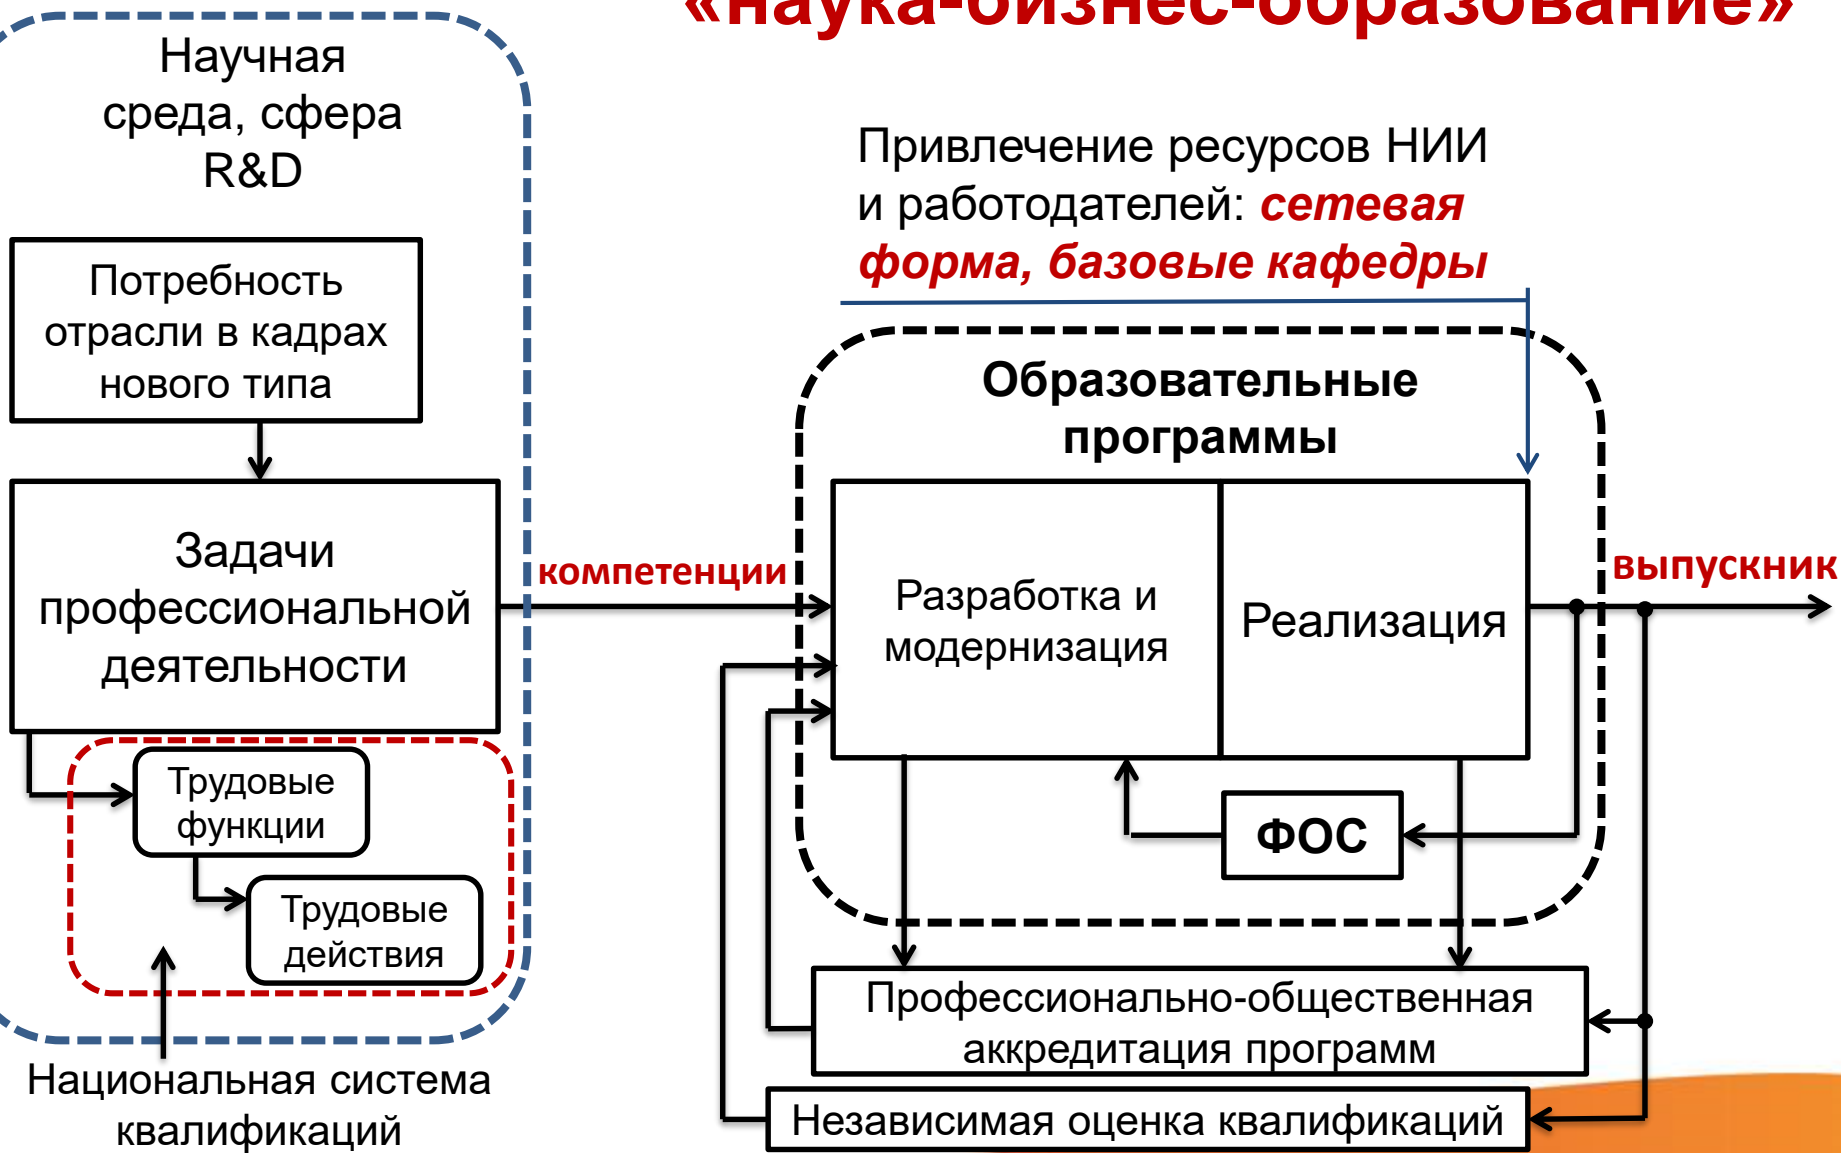 «наука-бизнес-образование»
Научная
среда, сфера
R&D
Привлечение ресурсов НИИ
и работодателей: сетевая
форма, базовые кафедры
Потребность
отрасли в кадрах
нового типа
Образовательные
программы
Задачи
профессиональной
деятельности
компетенции
Разработка и
модернизация
Реализация
выпускник
Трудовые
функции
ФОС
Трудовые
действия
Профессионально-общественная
аккредитация программ
Национальная система
квалификаций
Независимая оценка квалификаций